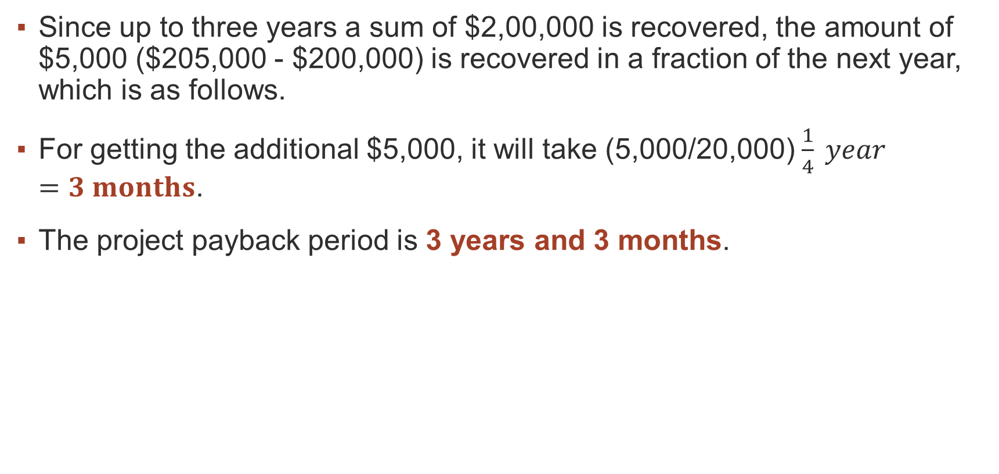 ▪ Since up to three years a sum of $2,00,000 is recovered, the amount of
$5,000 ($205,000 - $200,000) is recovered in a fraction of the next year,
which is as follows.
▪ For getting the additional $5,000, it will take (5,000/20,000) 1/4 year
= 3 months.
▪ The project payback period is 3 years and 3 months.